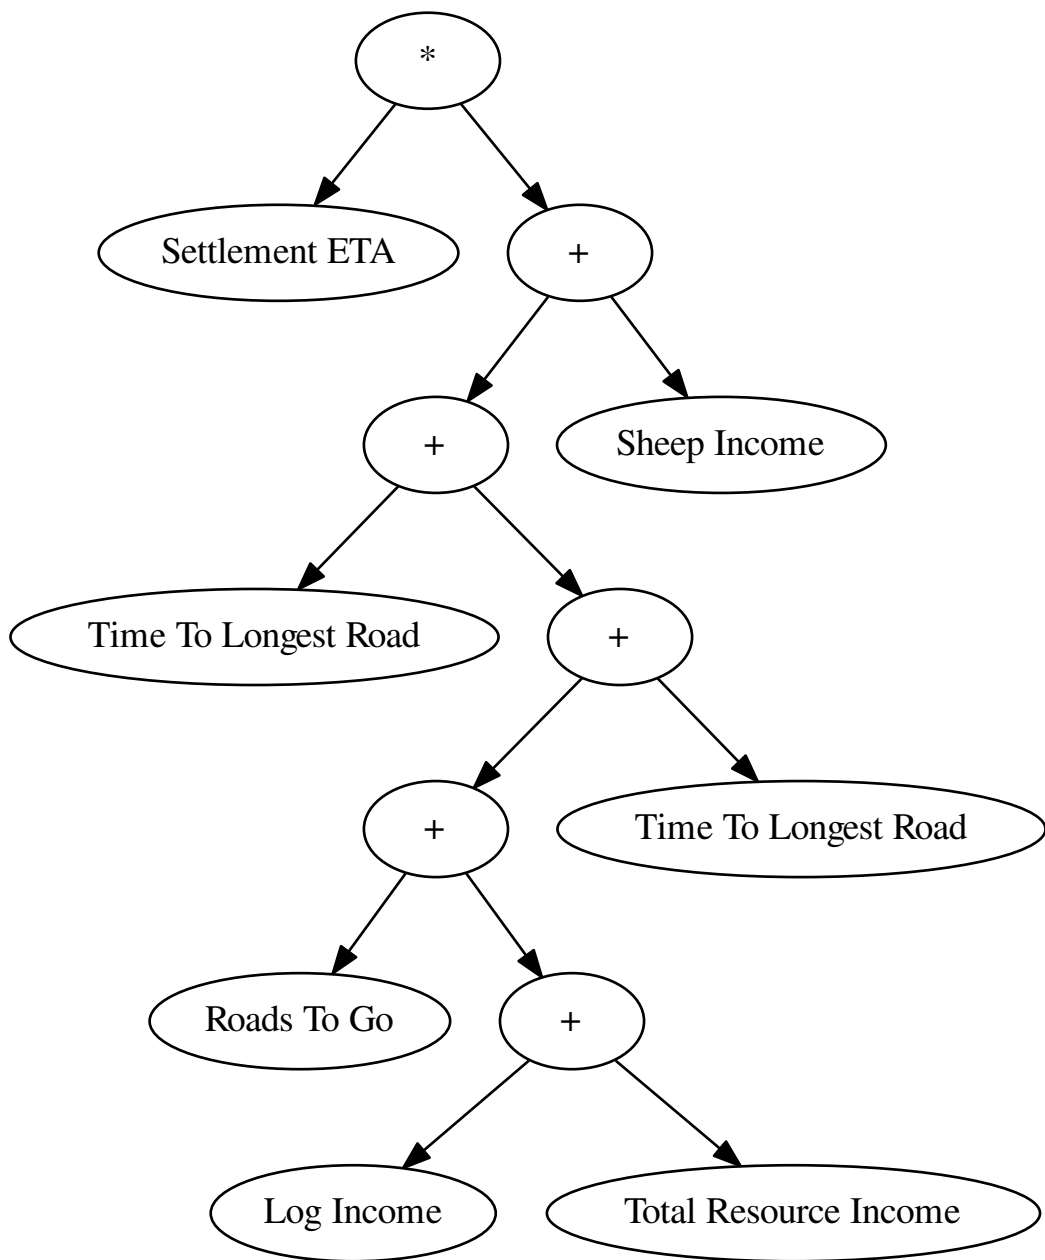 *
Settlement ETA
+
+
Sheep Income
Time To Longest Road
+
+
Time To Longest Road
Roads To Go
+
Log Income
Total Resource Income